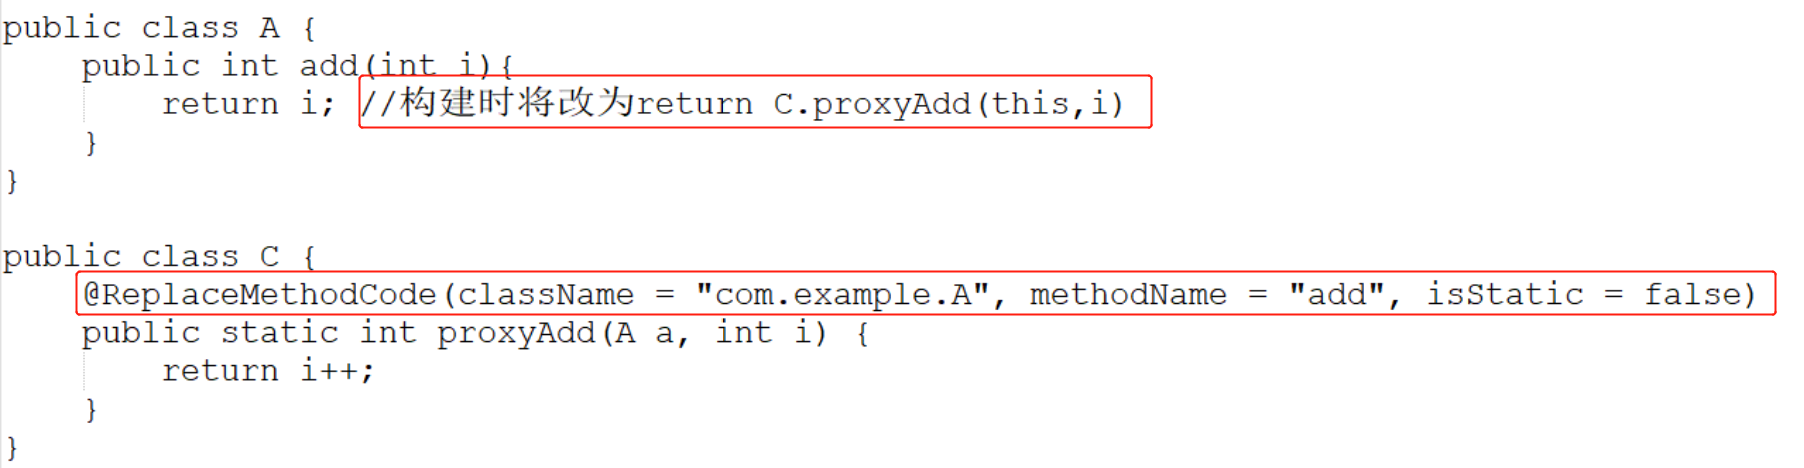 public class A {
    public int add(int i){
        return i; //构建时将改为return C.proxyAdd(this,i)
    }
}

public class C {
    @ReplaceMethodCode(className = "com.example.A", methodName = "add", isStatic = false)
    public static int proxyAdd(A a, int i) {
        return i++;
    }
}